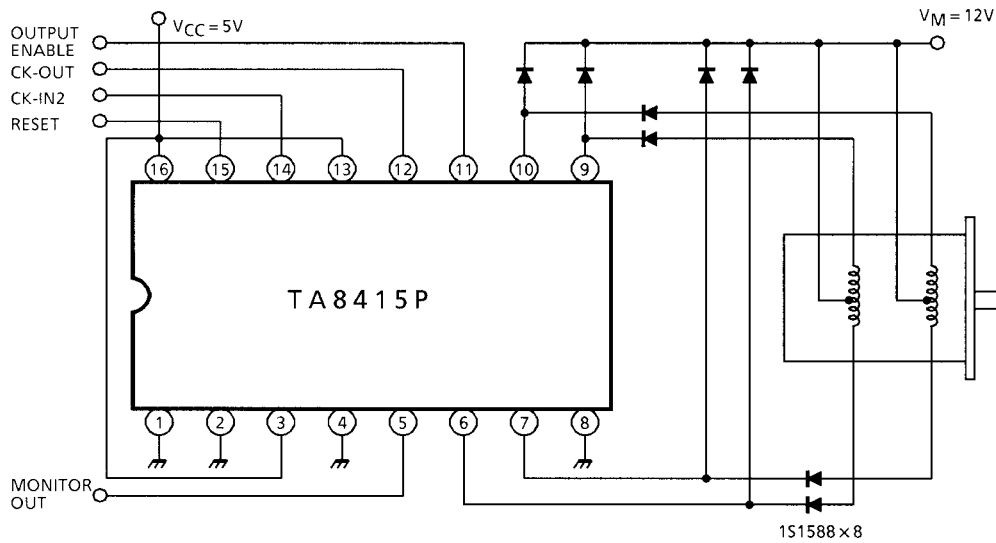 OUTPUT
ENABLE
VCC = 5V
VM = 12V
CK-OUT
CK-IN2
RESET
16 15 14 13 12 11 10 9
TA8415P
1 2 3 4 5 6 7 8
MONITOR
OUT
1S1588 × 8